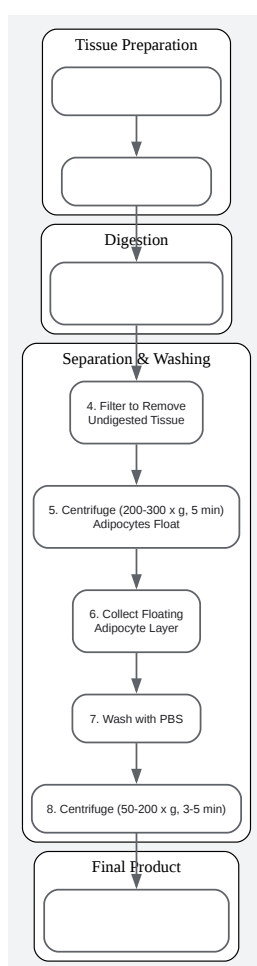 Tissue Preparation
Digestion
Separation & Washing
4. Filter to Remove
Undigested Tissue
5. Centrifuge (200-300 x g, 5 min)
Adipocytes Float
6. Collect Floating
Adipocyte Layer
7. Wash with PBS
8. Centrifuge (50-200 x g, 3-5 min)
Final Product